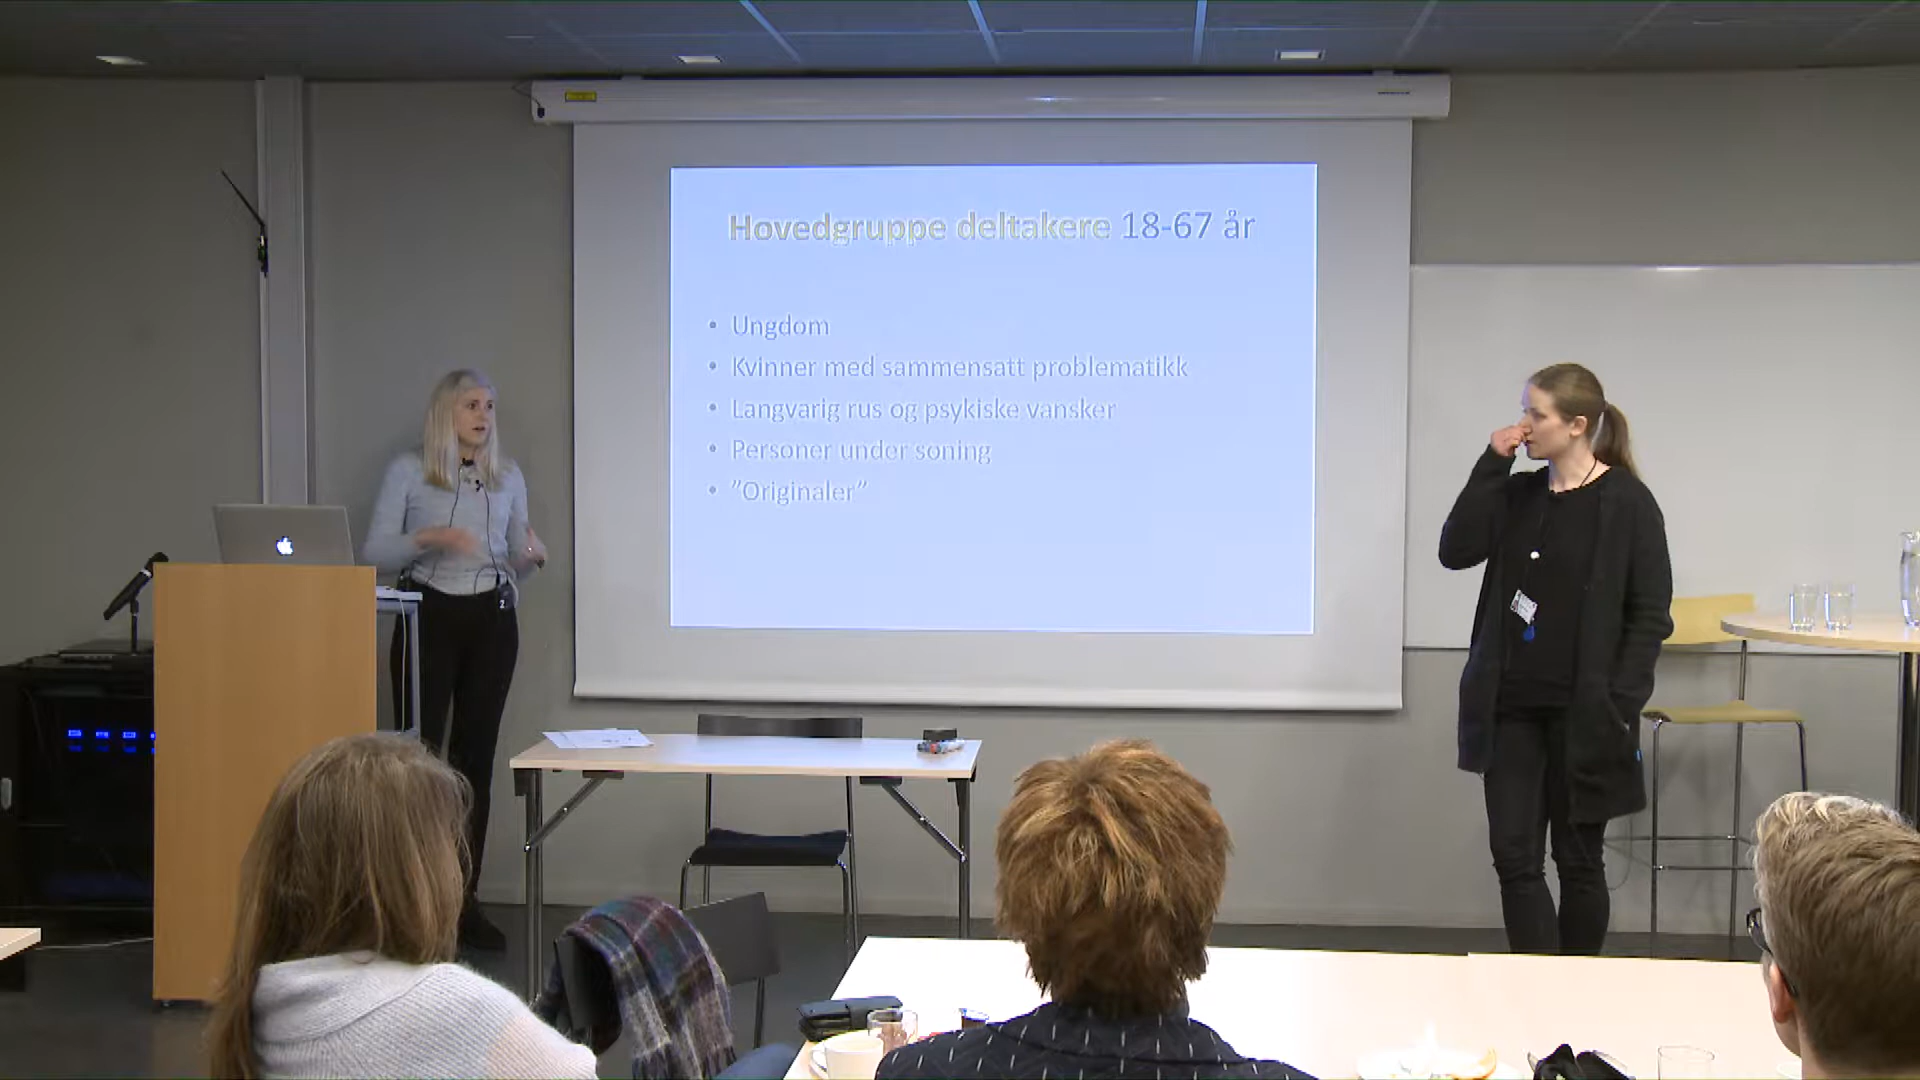 Hovedgruppe deltakere 18-67 år
• Ungdom
• Kvinner med sammensatt problematikk
• Langvarig rus og psykiske vansker
• Personer under soning
• ”Originaler”
2